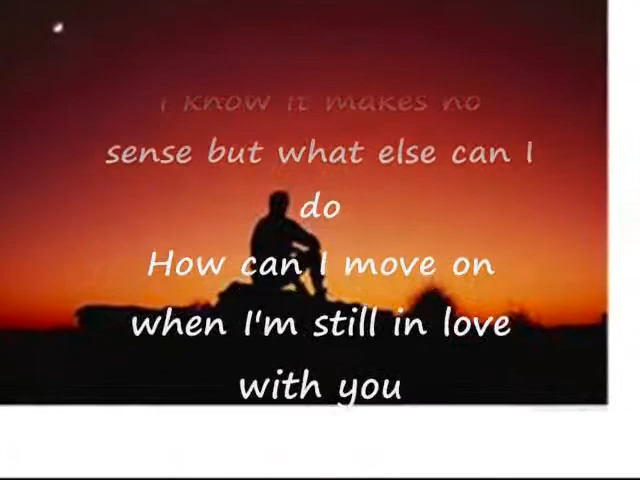 I know it makes no
sense but what else can I
do
How can I move on
when I'm still in love
with you